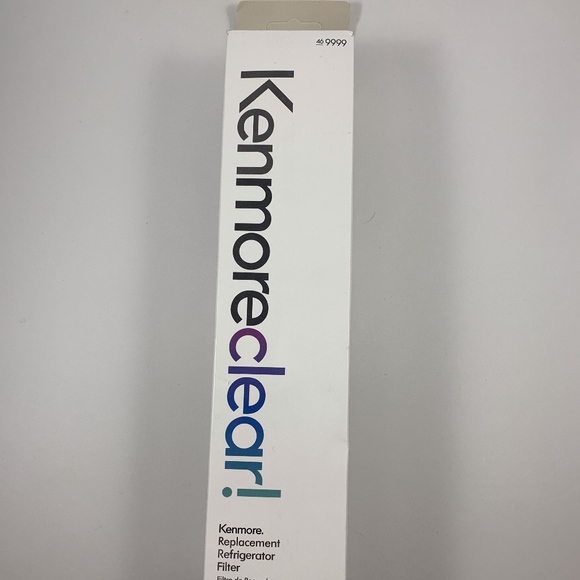 46 9999
Kenmoreclear!
Kenmore.
Replacement
Refrigerator
Filter